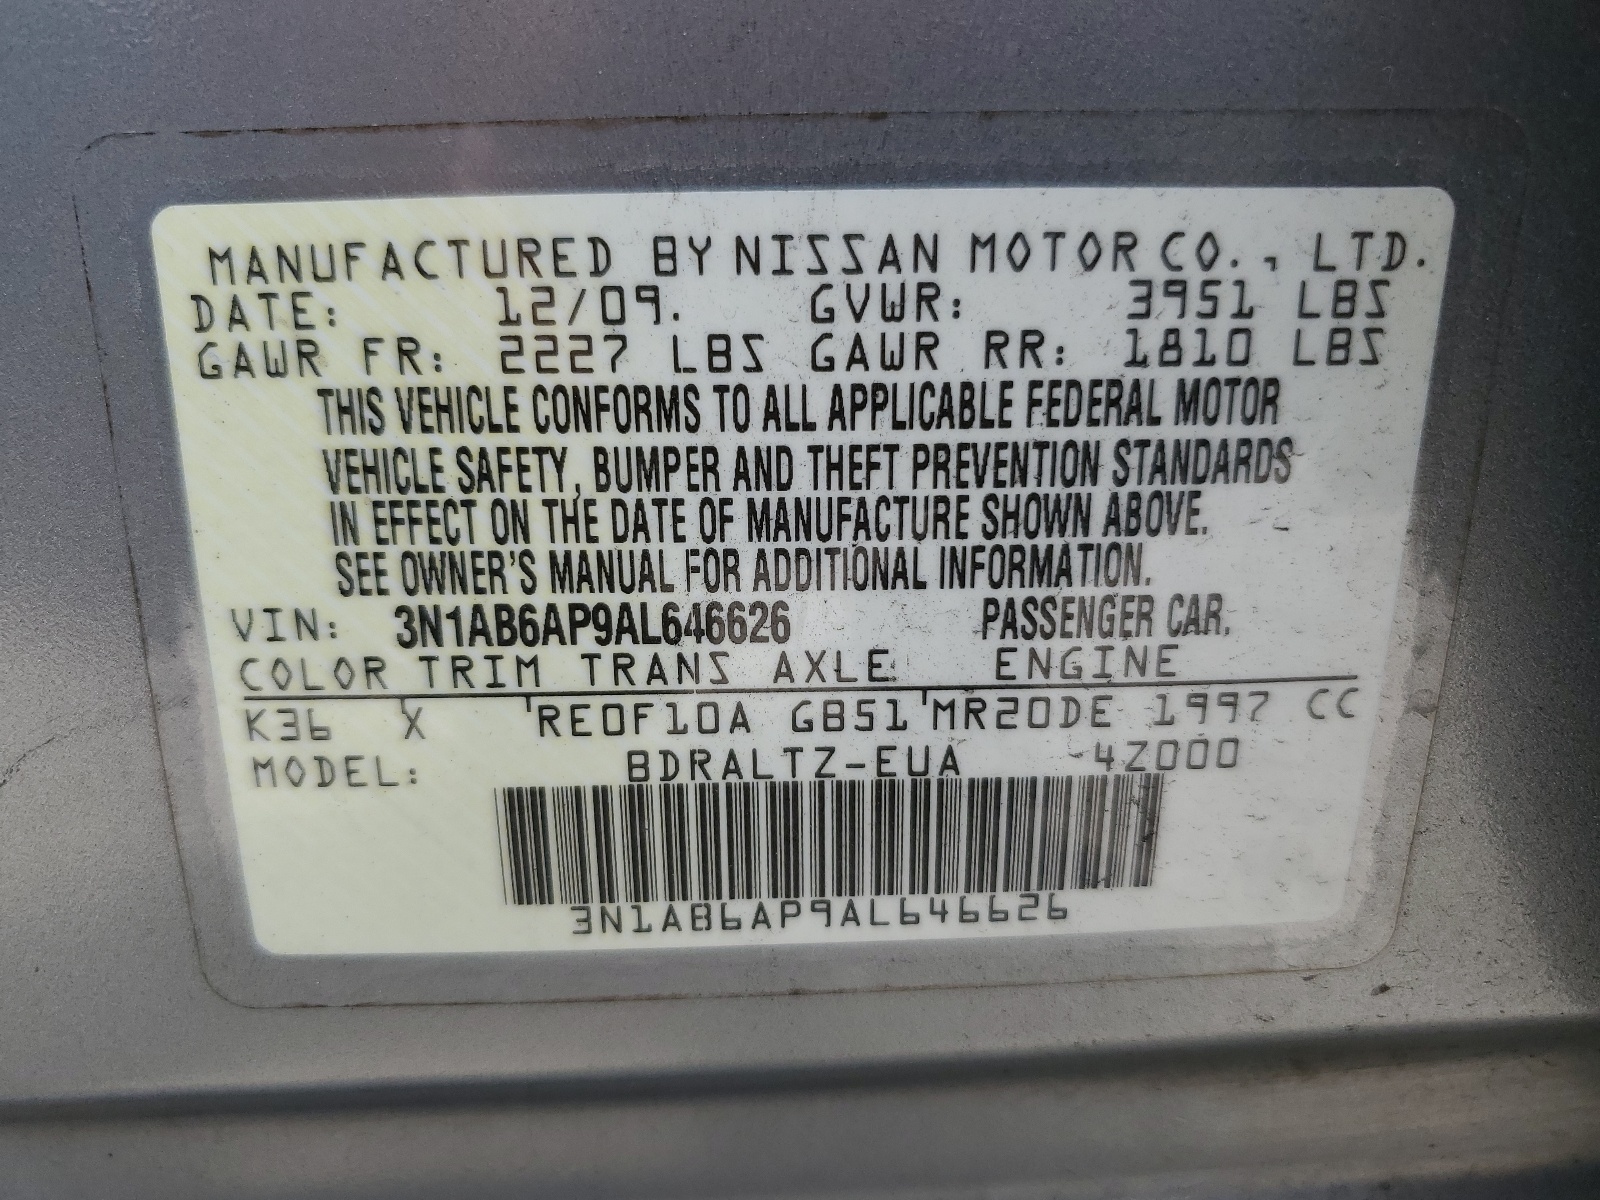 MANUFACTURED BY NISSAN MOTOR CO., LTD.
DATE: 12/09. GVWR: 3951 LBS
GAWR FR: 2227 LBS GAWR RR: 1810 LBS
THIS VEHICLE CONFORMS TO ALL APPLICABLE FEDERAL MOTOR
VEHICLE SAFETY, BUMPER AND THEFT PREVENTION STANDARDS
IN EFFECT ON THE DATE OF MANUFACTURE SHOWN ABOVE.
SEE OWNER'S MANUAL FOR ADDITIONAL INFORMATION.
VIN: 3N1AB6AP9AL646626 PASSENGER CAR.
COLOR TRIM TRANS AXLE ENGINE
K36 X RE0F10A GB51 MR20DE 1997 CC
MODEL: BDRALTZ-EUA 4Z000
3N1AB6AP9AL646626